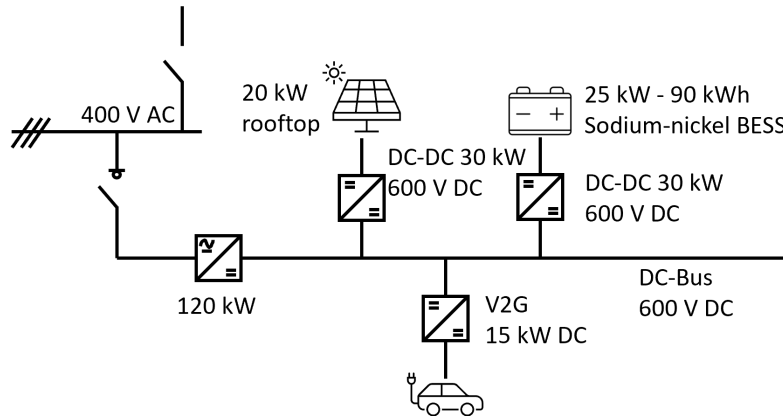 400 V AC
20 kW
rooftop
25 kW - 90 kWh
Sodium-nickel BESS
DC-DC 30 kW
600 V DC
DC-DC 30 kW
600 V DC
120 kW
V2G
15 kW DC
DC-Bus
600 V DC